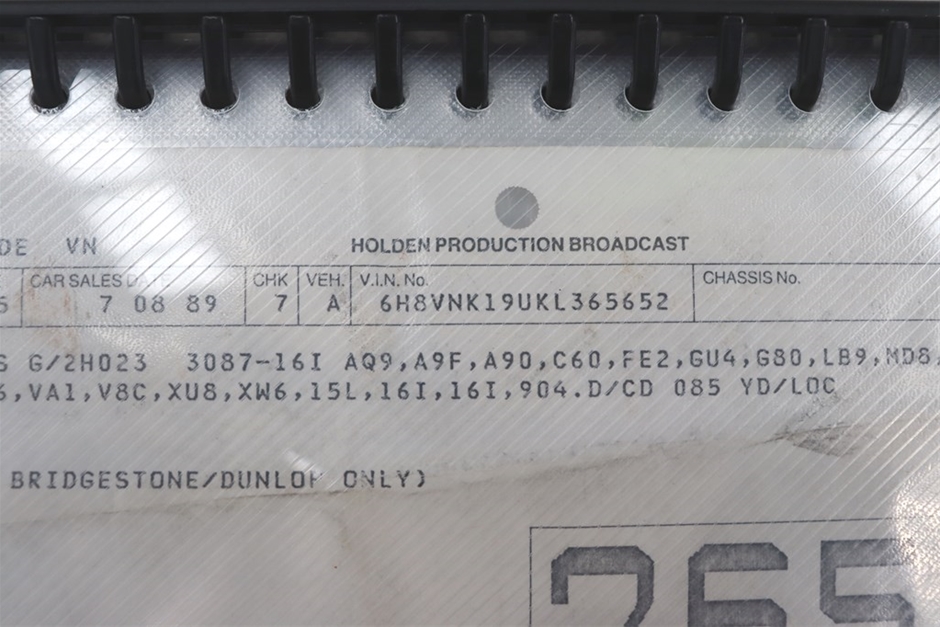 DE VN
HOLDEN PRODUCTION BROADCAST
CAR SALES DATE CHK VEH. V.I.N. No. CHASSIS No.
7 08 89 7 A 6H8VNK19UKL365652
S G/2H023 3087-16I AQ9,A9F,A90,C60,FE2,GU4,G80,LB9,MD8,
,VA1,V8C,XU8,XW6,15L,16I,16I,904.D/CD 085 YD/LOC
BRIDGESTONE/DUNLOP ONLY)
265